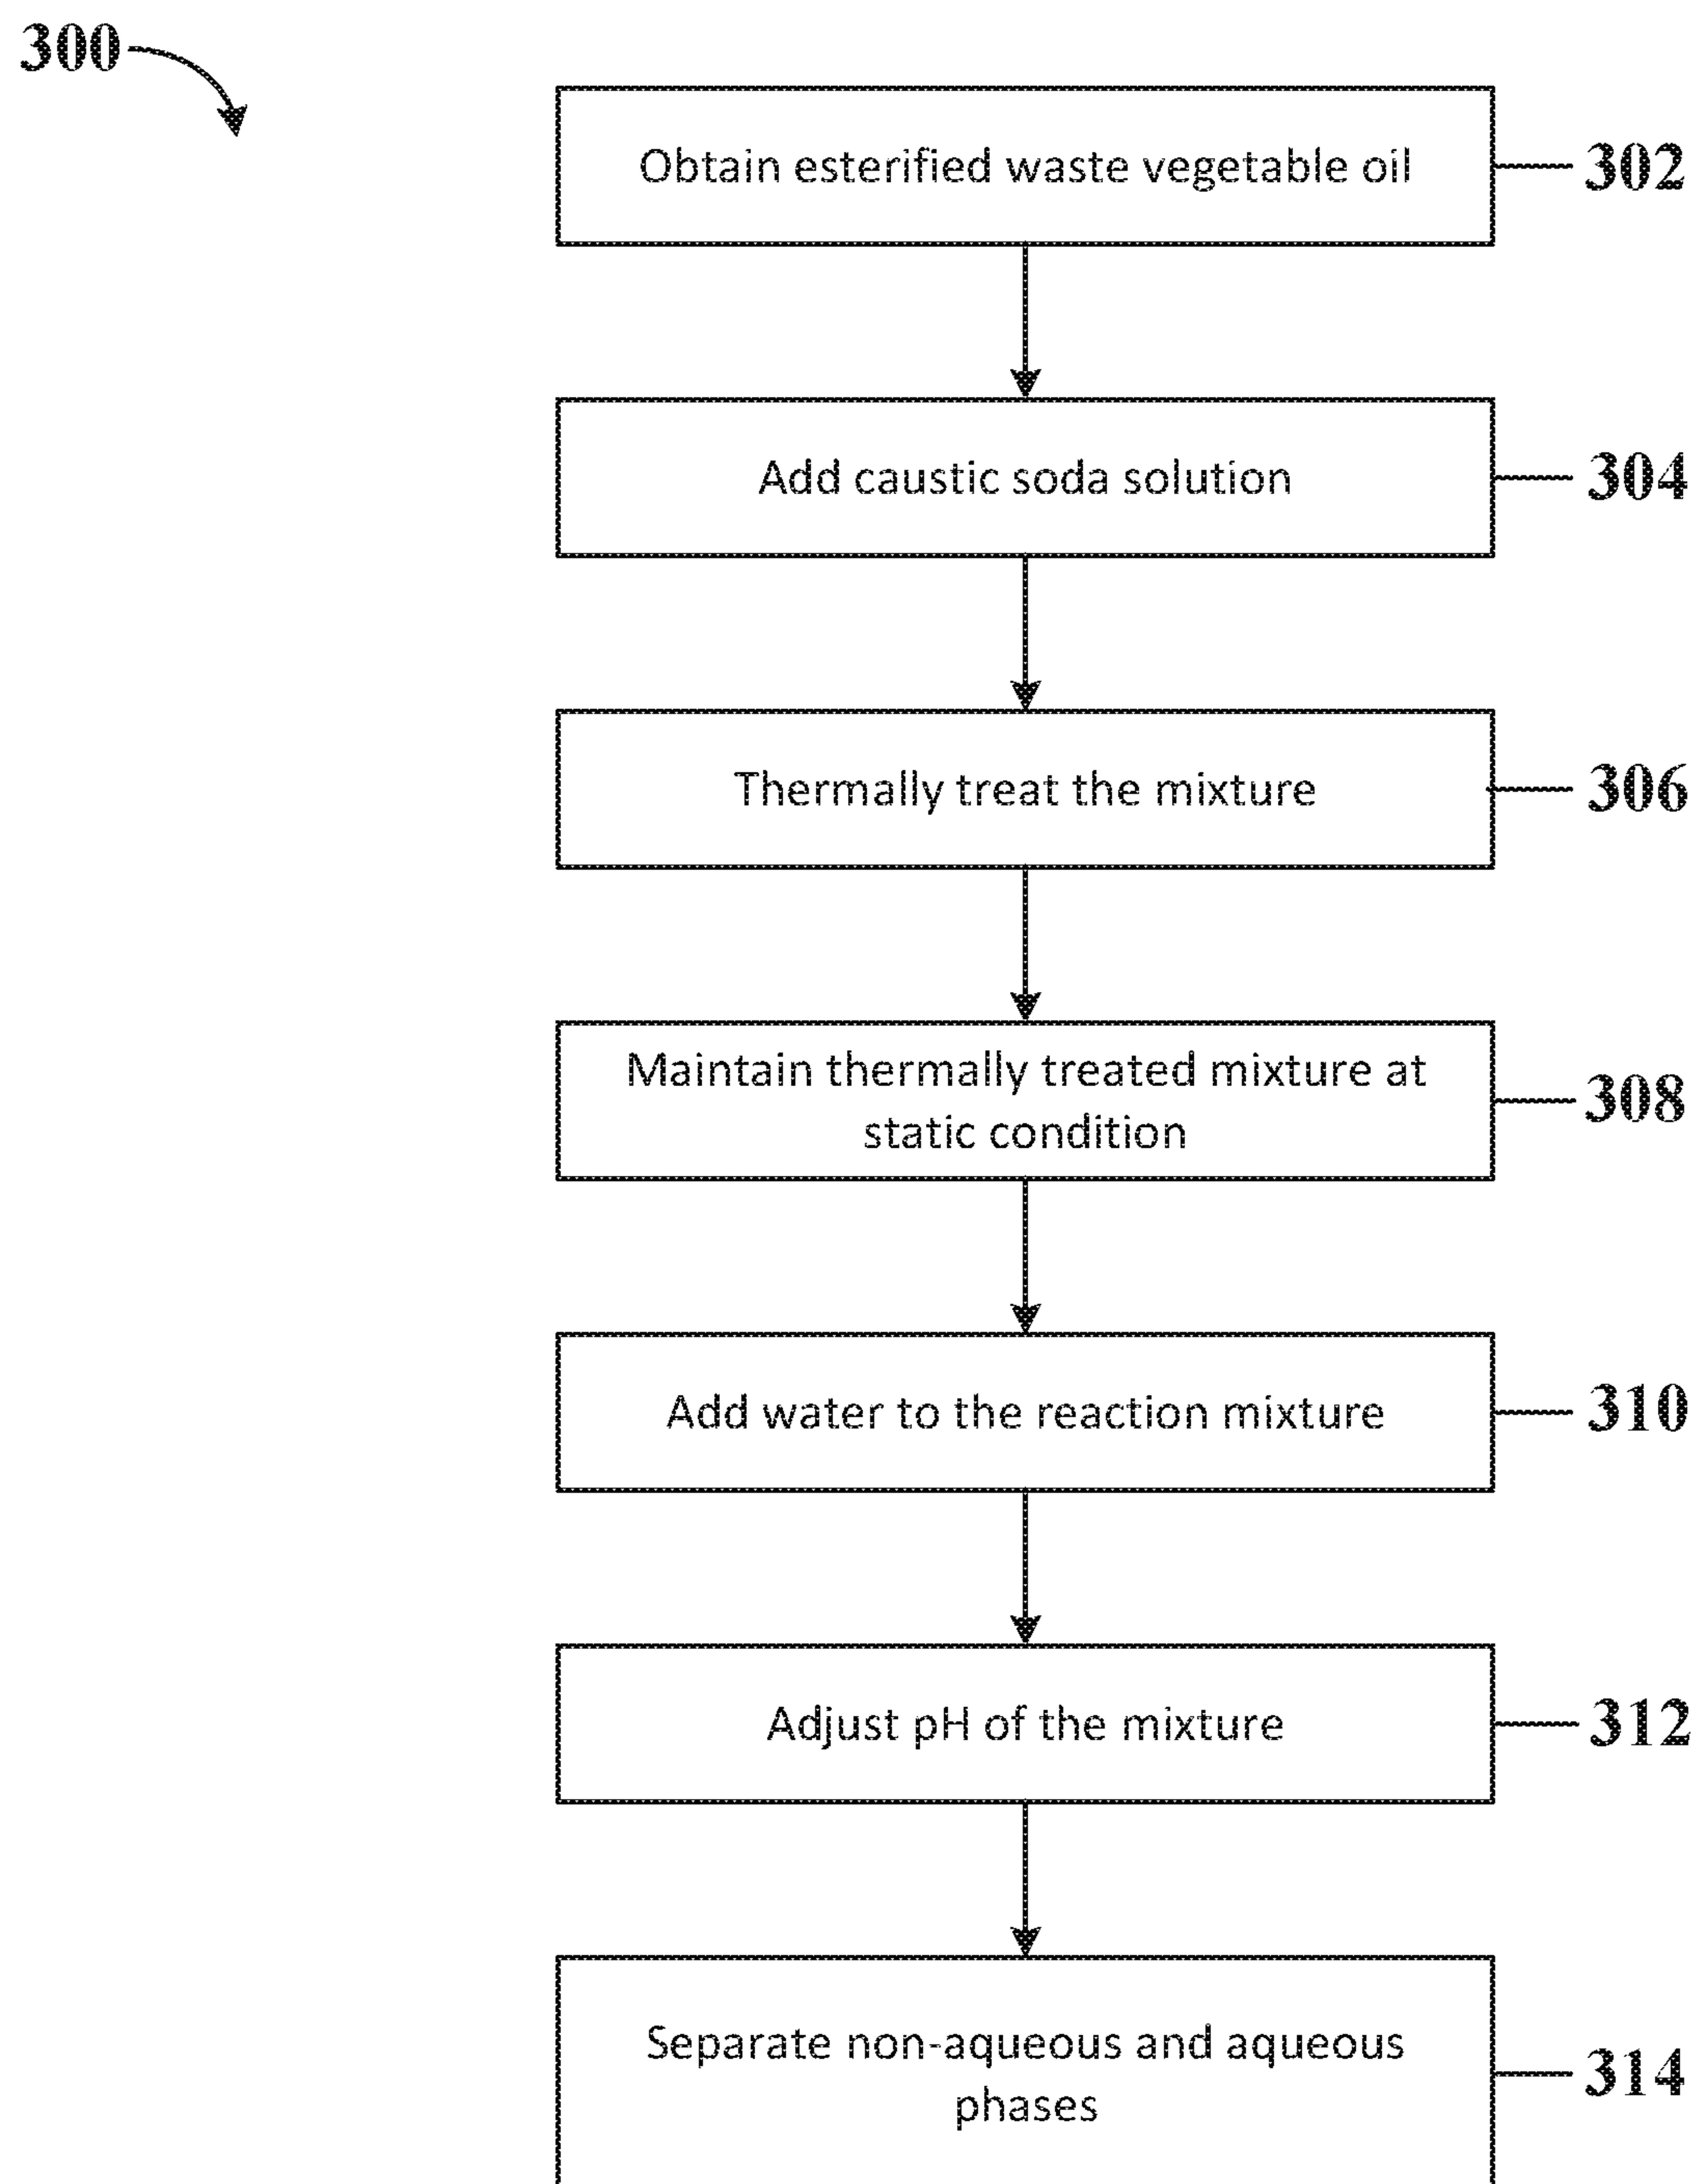 300
Obtain esterified waste vegetable oil
302
Add caustic soda solution
304
Thermally treat the mixture
306
Maintain thermally treated mixture at
static condition
308
Add water to the reaction mixture
310
Adjust pH of the mixture
312
Separate non-aqueous and aqueous
phases
314